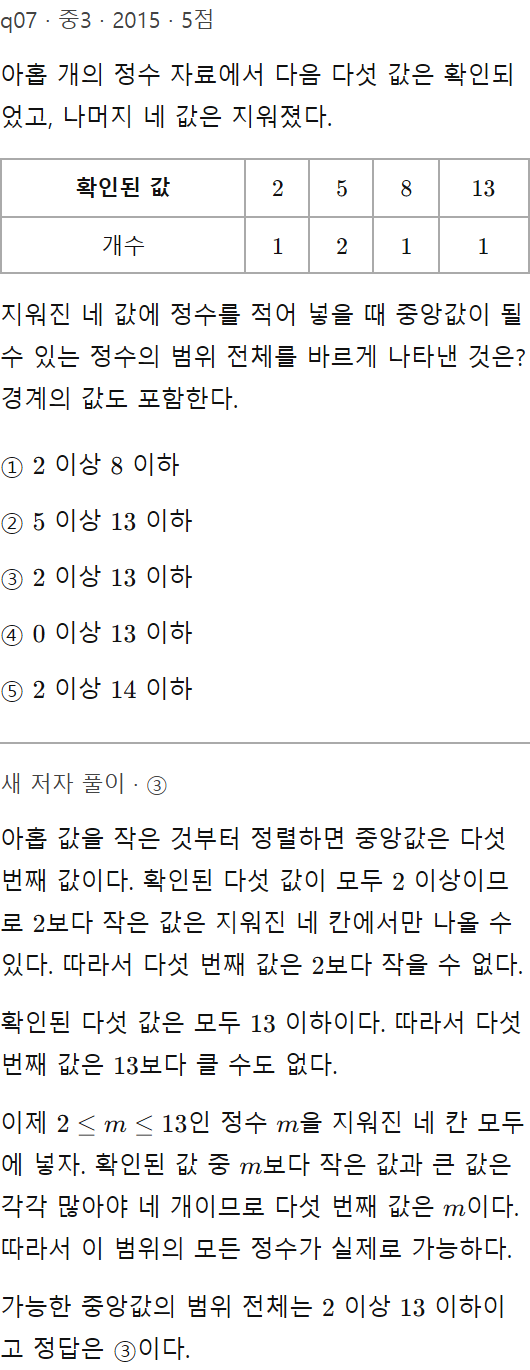 q07 · 중3 · 2015 · 5점
아홉 개의 정수 자료에서 다음 다섯 값은 확인되
었고, 나머지 네 값은 지워졌다.
확인된 값 2 5 8 13
개수 1 2 1 1
지워진 네 값에 정수를 적어 넣을 때 중앙값이 될
수 있는 정수의 범위 전체를 바르게 나타낸 것은?
경계의 값도 포함한다.
① 2 이상 8 이하
② 5 이상 13 이하
③ 2 이상 13 이하
④ 0 이상 13 이하
⑤ 2 이상 14 이하
새 저자 풀이 · ③
아홉 값을 작은 것부터 정렬하면 중앙값은 다섯
번째 값이다. 확인된 다섯 값이 모두 2 이상이므
로 2보다 작은 값은 지워진 네 칸에서만 나올 수
있다. 따라서 다섯 번째 값은 2보다 작을 수 없다.
확인된 다섯 값은 모두 13 이하이다. 따라서 다섯
번째 값은 13보다 클 수도 없다.
이제 2 ≤ m ≤ 13인 정수 m을 지워진 네 칸 모두
에 넣자. 확인된 값 중 m보다 작은 값과 큰 값은
각각 많아야 네 개이므로 다섯 번째 값은 m이다.
따라서 이 범위의 모든 정수가 실제로 가능하다.
가능한 중앙값의 범위 전체는 2 이상 13 이하이
고 정답은 ③이다.